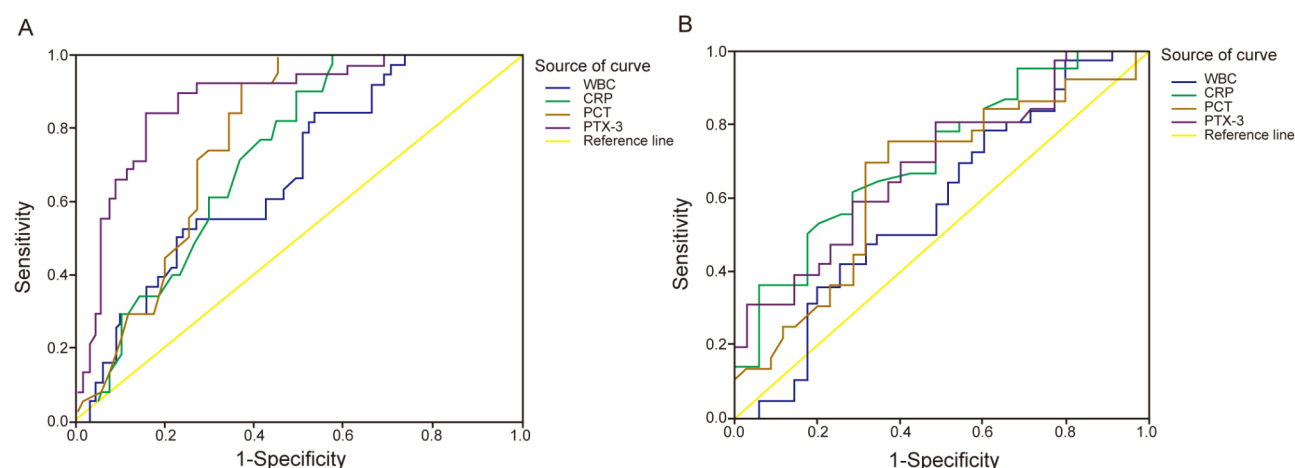 A
Sensitivity
1.0
0.8
0.6
0.4
0.2
0.0
0.0 0.2 0.4 0.6 0.8 1.0
1-Specificity
Source of curve
WBC
CRP
PCT
PTX-3
Reference line
B
Sensitivity
1.0
0.8
0.6
0.4
0.2
0.0
0.0 0.2 0.4 0.6 0.8 1.0
1-Specificity
Source of curve
WBC
CRP
PCT
PTX-3
Reference line